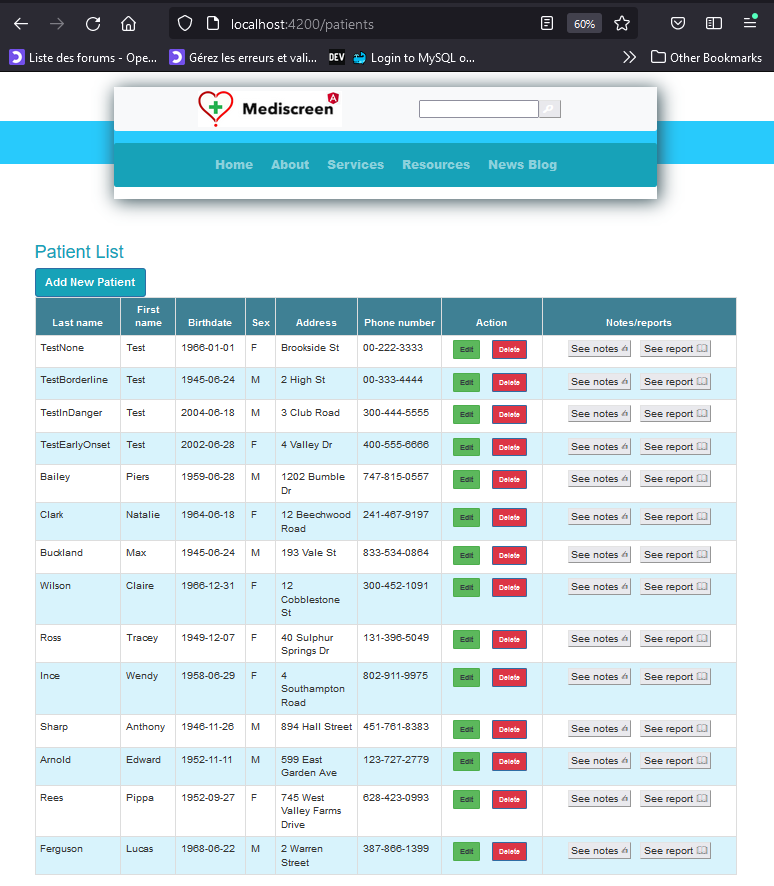 localhost:4200/patients
60%
Liste des forums - Ope...
Gérez les erreurs et vali...
DEV
Login to MySQL o...
Other Bookmarks
Mediscreen
A
Home About Services Resources News Blog
Patient List
Add New Patient
Last name First name Birthdate Sex Address Phone number Action Notes/reports
TestNone Test 1966-01-01 F Brookside St 00-222-3333 Edit Delete See notes See report
TestBorderline Test 1945-06-24 M 2 High St 00-333-4444 Edit Delete See notes See report
TestInDanger Test 2004-06-18 M 3 Club Road 300-444-5555 Edit Delete See notes See report
TestEarlyOnset Test 2002-06-28 F 4 Valley Dr 400-555-6666 Edit Delete See notes See report
Bailey Piers 1959-06-28 M 1202 Bumble Dr 747-815-0557 Edit Delete See notes See report
Clark Natalie 1964-06-18 F 12 Beechwood Road 241-467-9197 Edit Delete See notes See report
Buckland Max 1945-06-24 M 193 Vale St 833-534-0864 Edit Delete See notes See report
Wilson Claire 1966-12-31 F 12 Cobblestone St 300-452-1091 Edit Delete See notes See report
Ross Tracey 1949-12-07 F 40 Sulphur Springs Dr 131-396-5049 Edit Delete See notes See report
Ince Wendy 1958-06-29 F 4 Southampton Road 802-911-9975 Edit Delete See notes See report
Sharp Anthony 1946-11-26 M 894 Hall Street 451-761-8383 Edit Delete See notes See report
Arnold Edward 1952-11-11 M 599 East Garden Ave 123-727-2779 Edit Delete See notes See report
Rees Pippa 1952-09-27 F 745 West Valley Farms Drive 628-423-0993 Edit Delete See notes See report
Ferguson Lucas 1968-06-22 M 2 Warren Street 387-866-1399 Edit Delete See notes See report